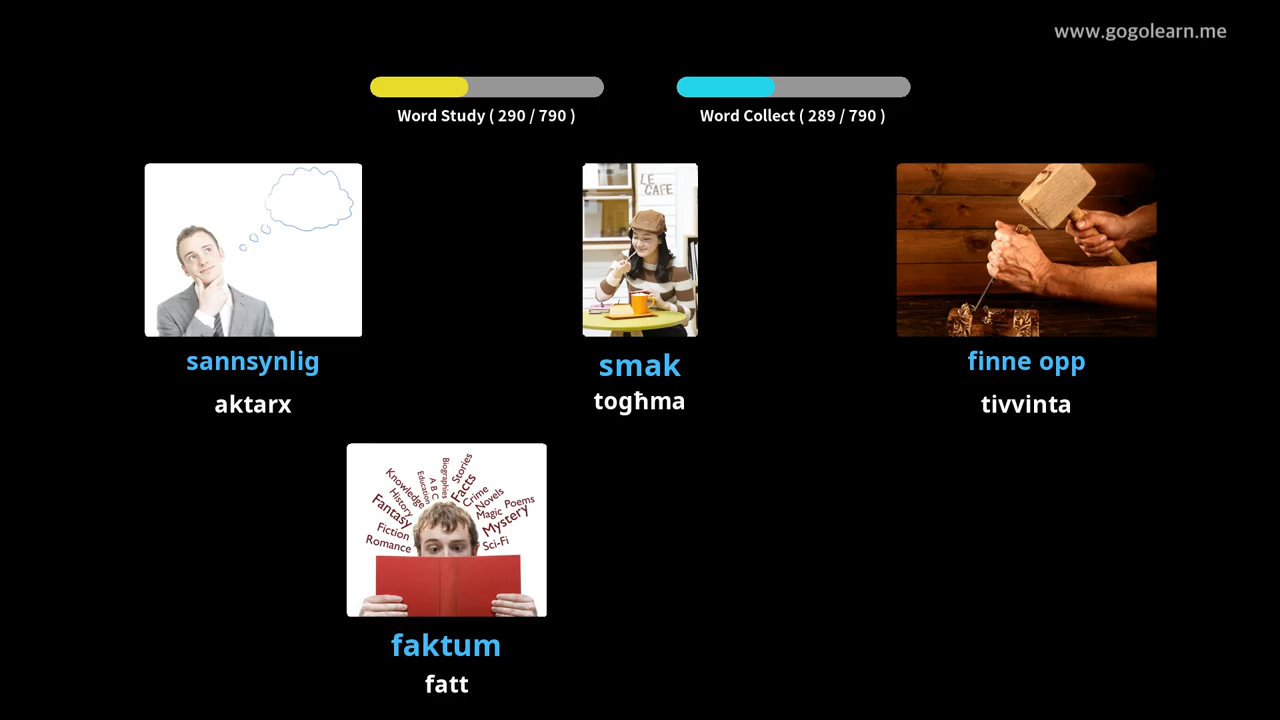 www.gogolearn.me
Word Study ( 290 / 790 )
Word Collect ( 289 / 790 )
LE
CAFE
sannsynlig
smak
finne opp
aktarx
togħma
tivvinta
Biographies
Stories
Knowledge
Education
A B C
Facts
History
Crime
Novels
Fantasy
Magic
Poems
Fiction
Mystery
Romance
Sci-Fi
faktum
fatt